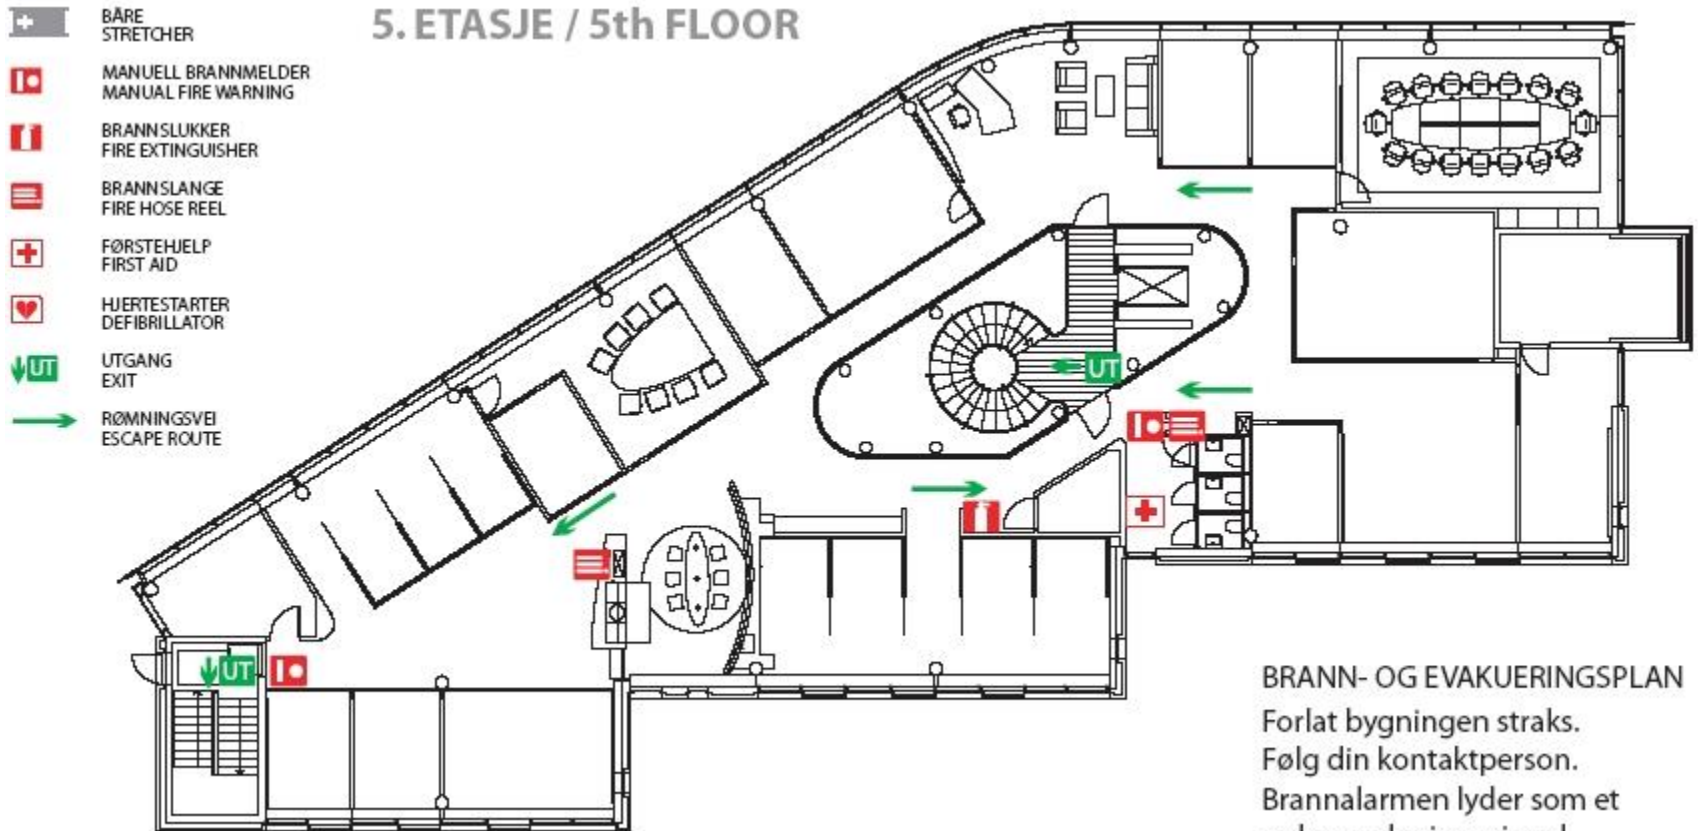 5. ETASJE / 5th FLOOR
BÅRE
STRETCHER
MANUELL BRANNMELDER
MANUAL FIRE WARNING
BRANNSLUKKER
FIRE EXTINGUISHER
BRANNSLANGE
FIRE HOSE REEL
FØRSTEHJELP
FIRST AID
HJERTESTARTER
DEFIBRILLATOR
UT
UTGANG
EXIT
RØMNINGSVEI
ESCAPE ROUTE
UT
UT
BRANN- OG EVAKUERINGSPLAN
Forlat bygningen straks.
Følg din kontaktperson.
Brannalarmen lyder som et